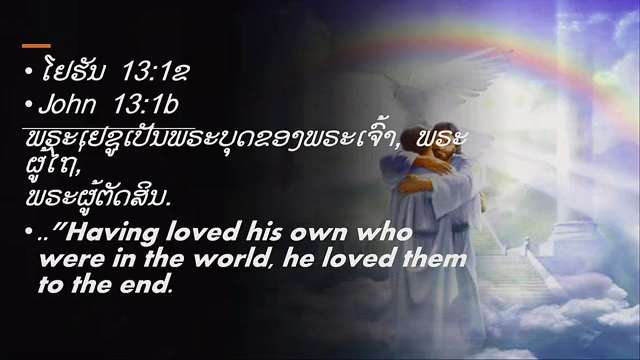 • ໂຢຮັນ 13:1ຂ
• John 13:1b
ພຣະເຢຊູເປັນພຣະບຸດຂອງພຣະເຈົ້າ, ພຣະ
ຜູ້ໄຖ່,
ພຣະຜູ້ຕັດສິນ.
• .. "Having loved his own who
were in the world, he loved them
to the end.